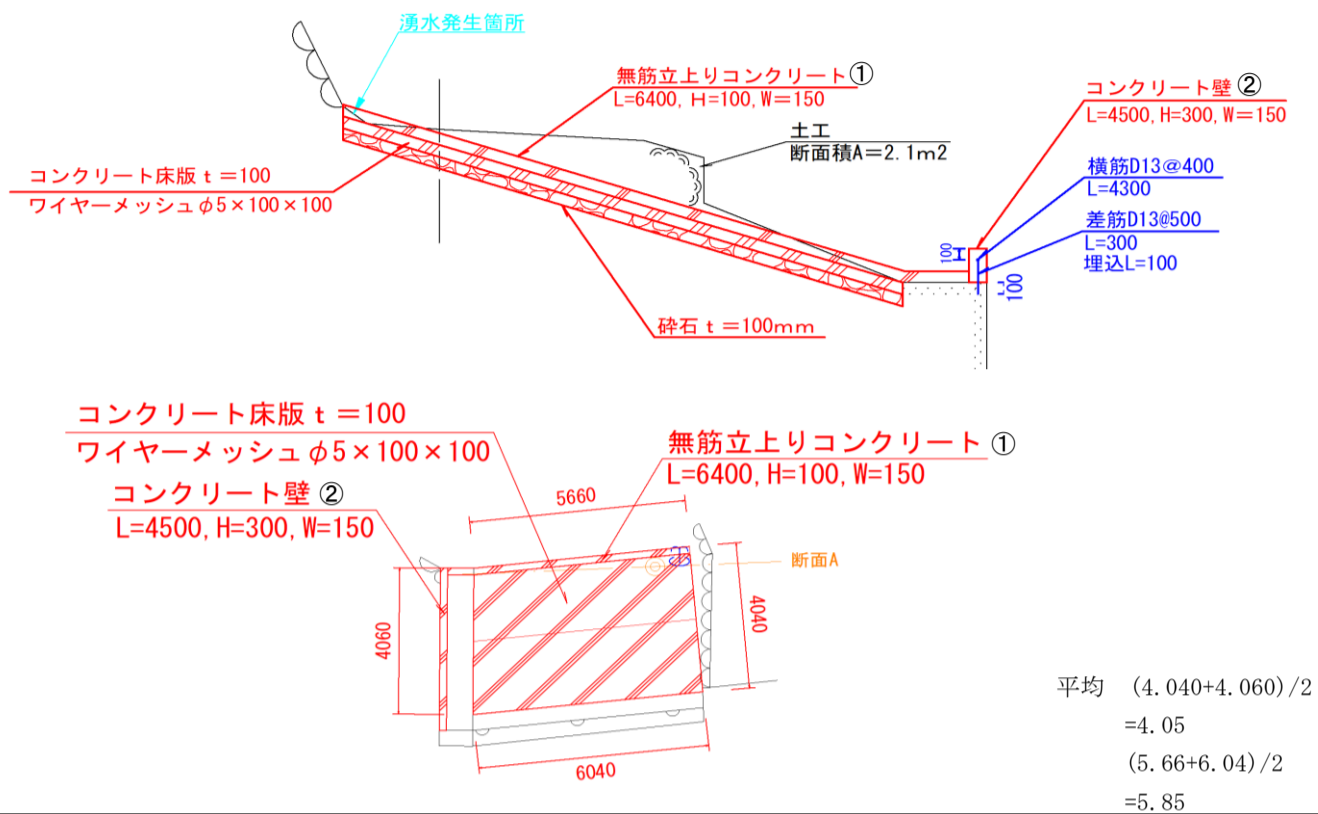 湧水発生箇所
無筋立上りコンクリート①
L=6400, H=100, W=150
コンクリート壁②
L=4500, H=300, W=150
土工
断面積A=2.1m2
コンクリート床版 t =100
ワイヤーメッシュφ5×100×100
横筋D13@400
L=4300
差筋D13@500
L=300
埋込L=100
100
100
砕石 t =100mm
コンクリート床版 t =100
ワイヤーメッシュφ5×100×100
無筋立上りコンクリート①
L=6400, H=100, W=150
コンクリート壁②
L=4500, H=300, W=150
5660
断面A
4060
4040
6040
平均 (4.040+4.060)/2
=4.05
(5.66+6.04)/2
=5.85